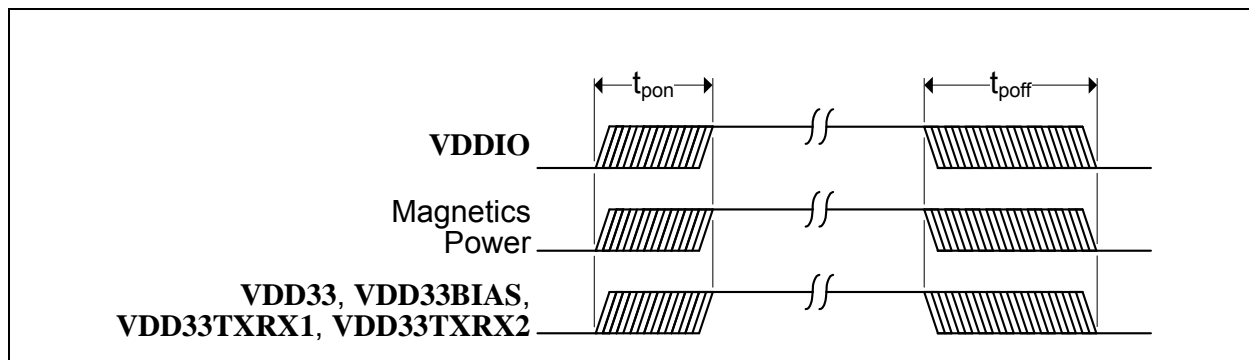 tpon tpoff
VDDIO
Magnetics
Power
VDD33, VDD33BIAS,
VDD33TXRX1, VDD33TXRX2